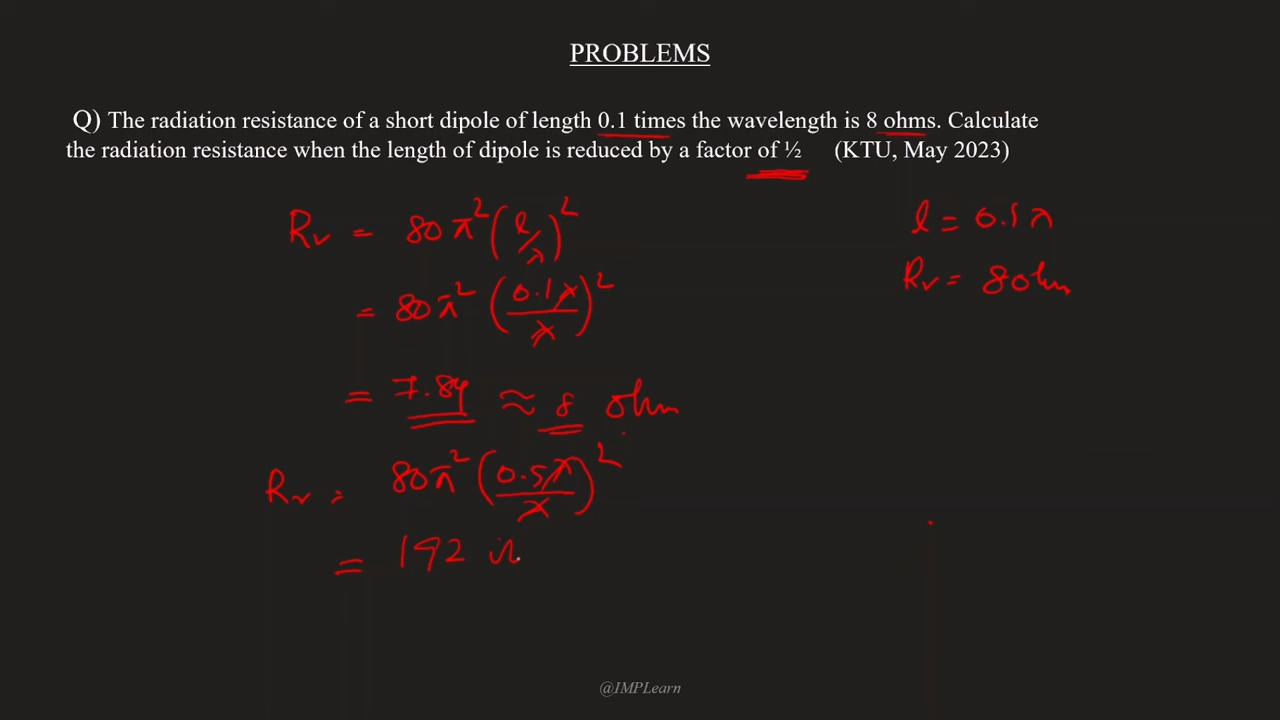 PROBLEMS
Q) The radiation resistance of a short dipole of length 0.1 times the wavelength is 8 ohms. Calculate
the radiation resistance when the length of dipole is reduced by a factor of ½ (KTU, May 2023)
Rr = 80π²(l/λ)²
l = 0.1λ
= 80π²(0.1λ/λ)²
Rr = 8 ohm
= 7.89 ≈ 8 ohm
Rr = 80π²(0.5λ/λ)²
= 192
@IMPLearn